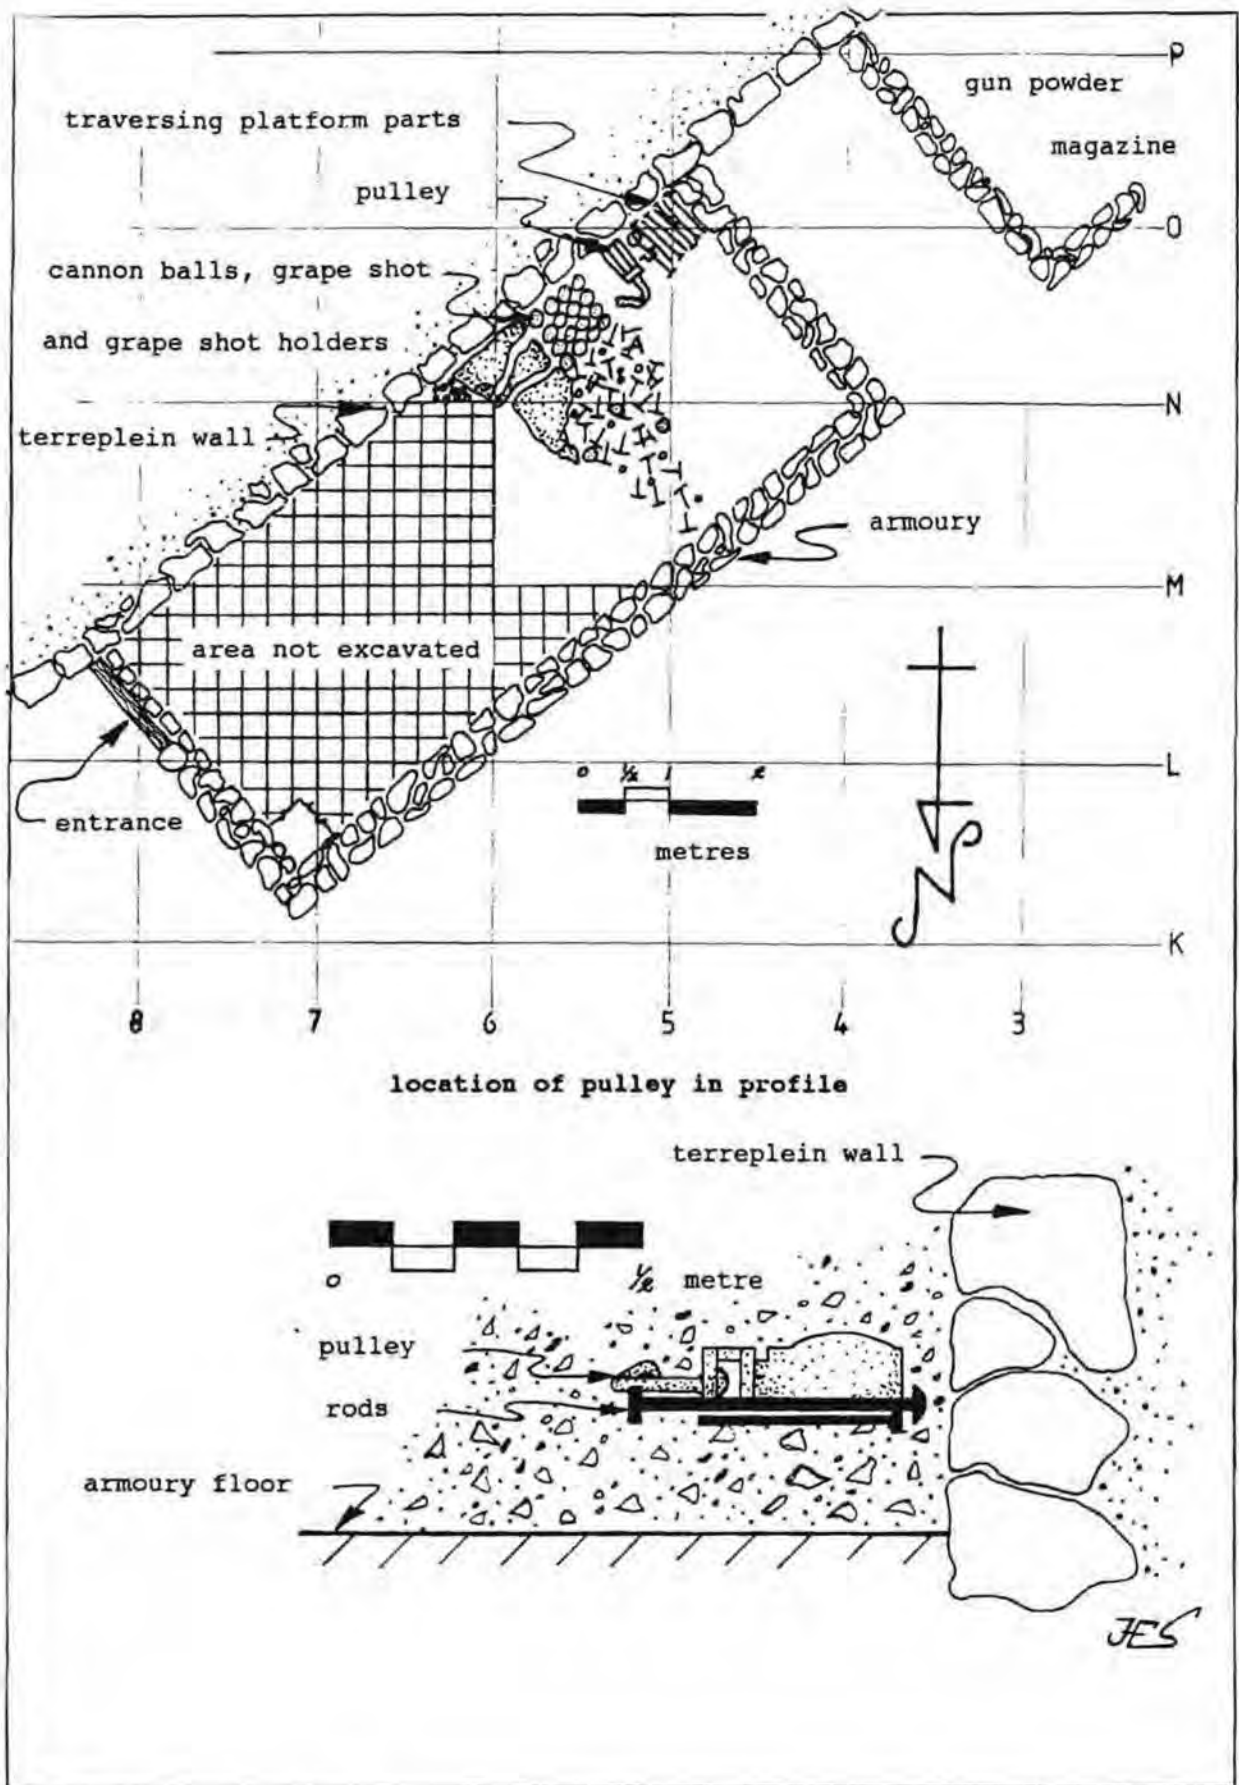 P
gun powder
magazine
traversing platform parts
pulley
O
cannon balls, grape shot
and grape shot holders
N
terreplein wall
armoury
M
area not excavated
L
0 ½ 1 2
metres
entrance
N
K
8 7 6 5 4 3
location of pulley in profile
terreplein wall
0 ½ metre
pulley
rods
armoury floor
JES